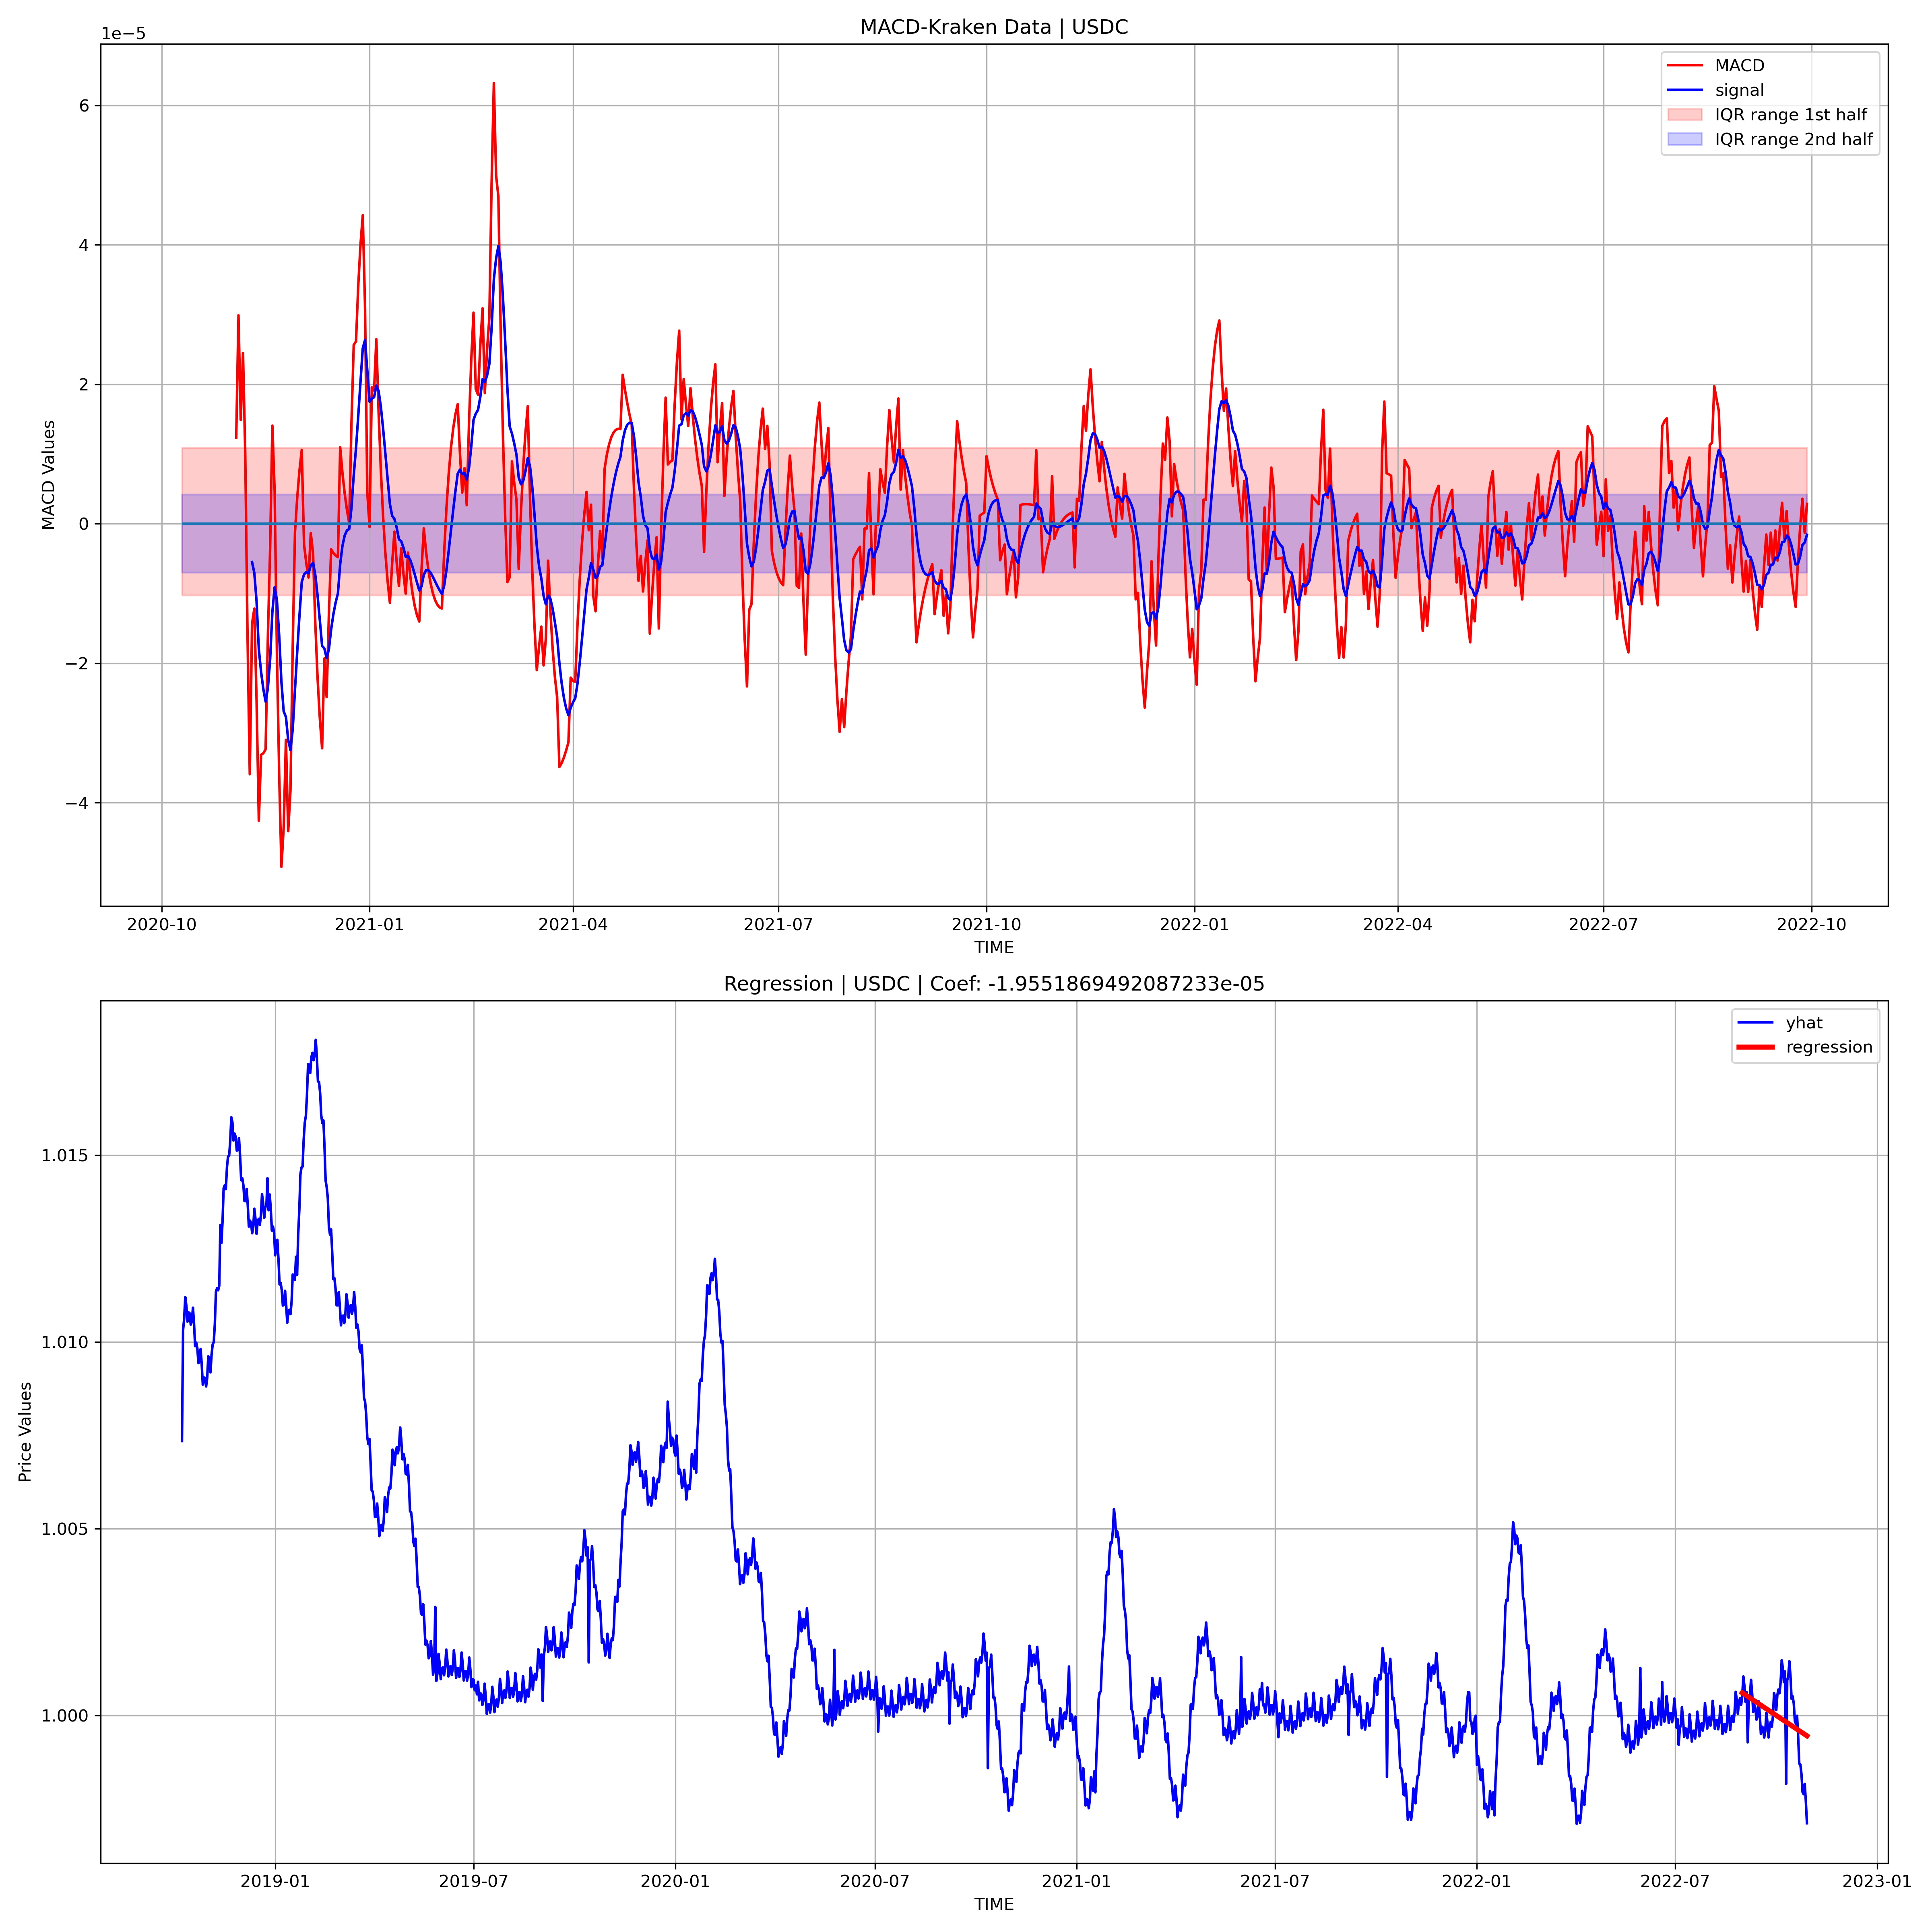 MACD-Kraken Data | USDC
1e−5
MACD
signal
IQR range 1st half
IQR range 2nd half
6
4
2
0
−2
−4
MACD Values
2020-10 2021-01 2021-04 2021-07 2021-10 2022-01 2022-04 2022-07 2022-10
TIME
Regression | USDC | Coef: -1.9551869492087233e-05
yhat
regression
1.015
1.010
1.005
1.000
Price Values
2019-01 2019-07 2020-01 2020-07 2021-01 2021-07 2022-01 2022-07 2023-01
TIME